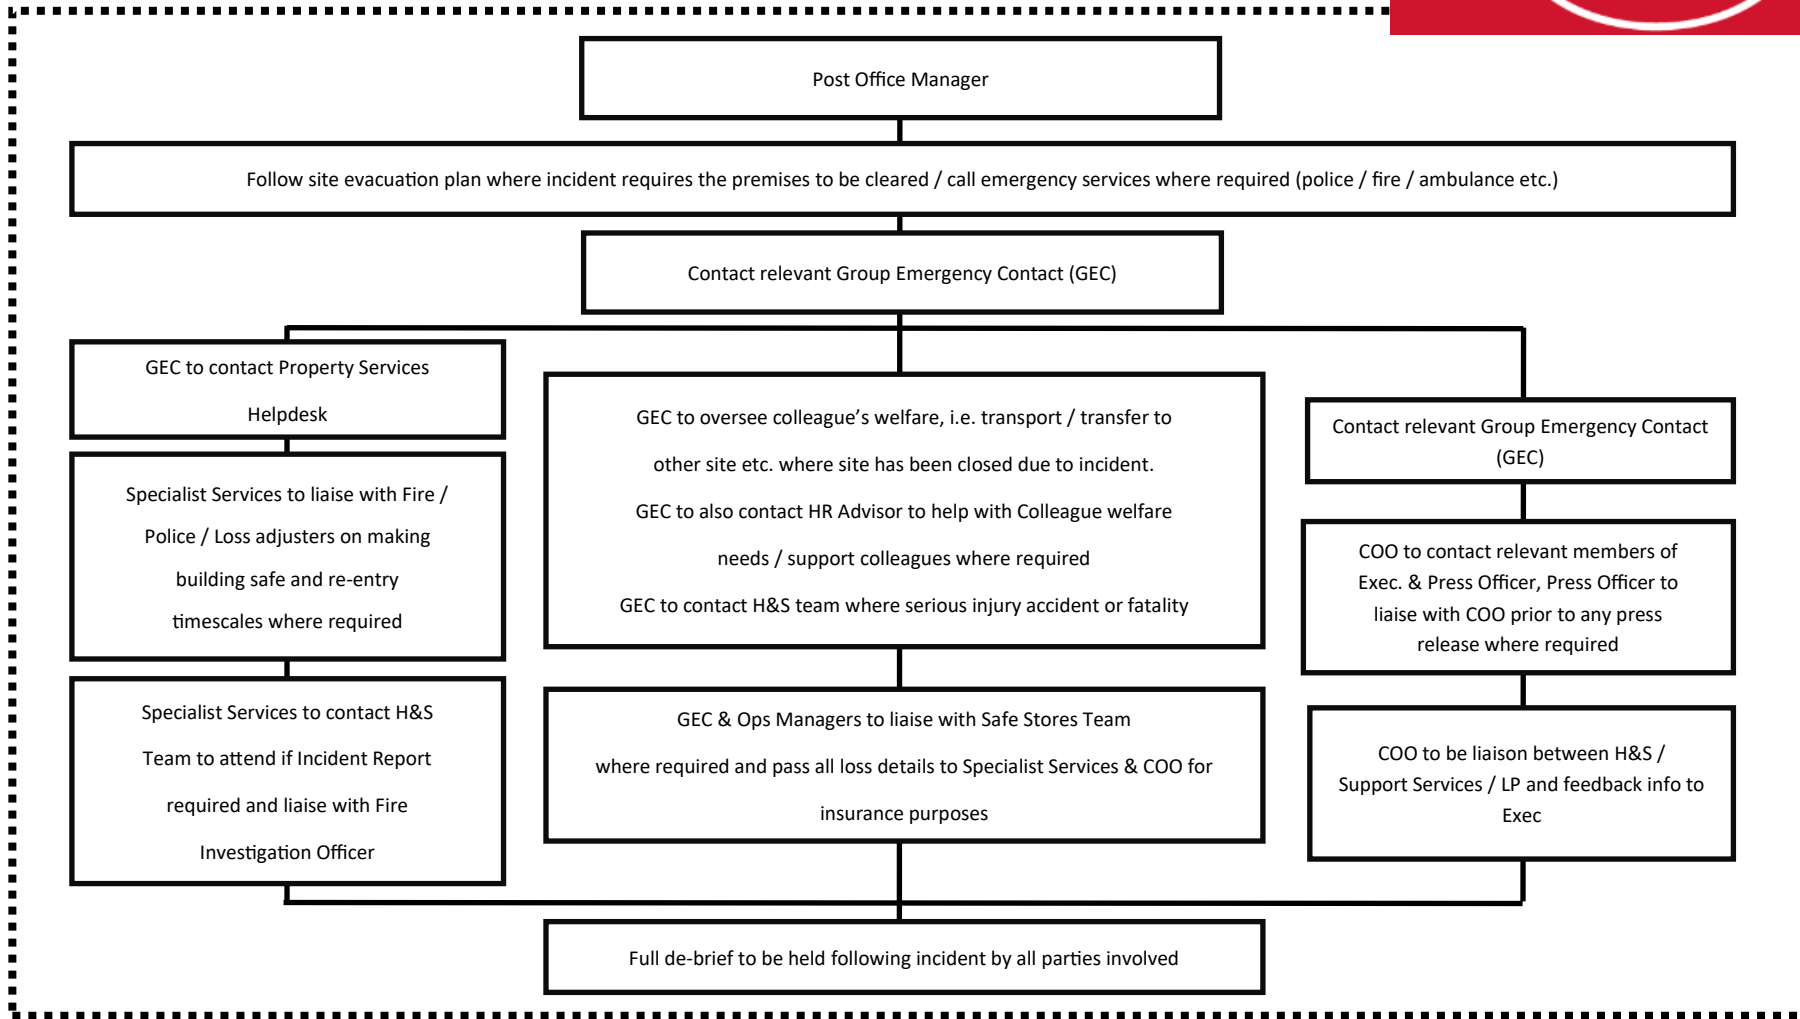 Post Office Manager
Follow site evacuation plan where incident requires the premises to be cleared / call emergency services where required (police / fire / ambulance etc.)
Contact relevant Group Emergency Contact (GEC)
GEC to contact Property Services
Helpdesk
Specialist Services to liaise with Fire /
Police / Loss adjusters on making
building safe and re-entry
timescales where required
Specialist Services to contact H&S
Team to attend if Incident Report
required and liaise with Fire
Investigation Officer
GEC to oversee colleague’s welfare, i.e. transport / transfer to
other site etc. where site has been closed due to incident.
GEC to also contact HR Advisor to help with Colleague welfare
needs / support colleagues where required
GEC to contact H&S team where serious injury accident or fatality
GEC & Ops Managers to liaise with Safe Stores Team
where required and pass all loss details to Specialist Services & COO for
insurance purposes
Contact relevant Group Emergency Contact
(GEC)
COO to contact relevant members of
Exec. & Press Officer, Press Officer to
liaise with COO prior to any press
release where required
COO to be liaison between H&S /
Support Services / LP and feedback info to
Exec
Full de-brief to be held following incident by all parties involved